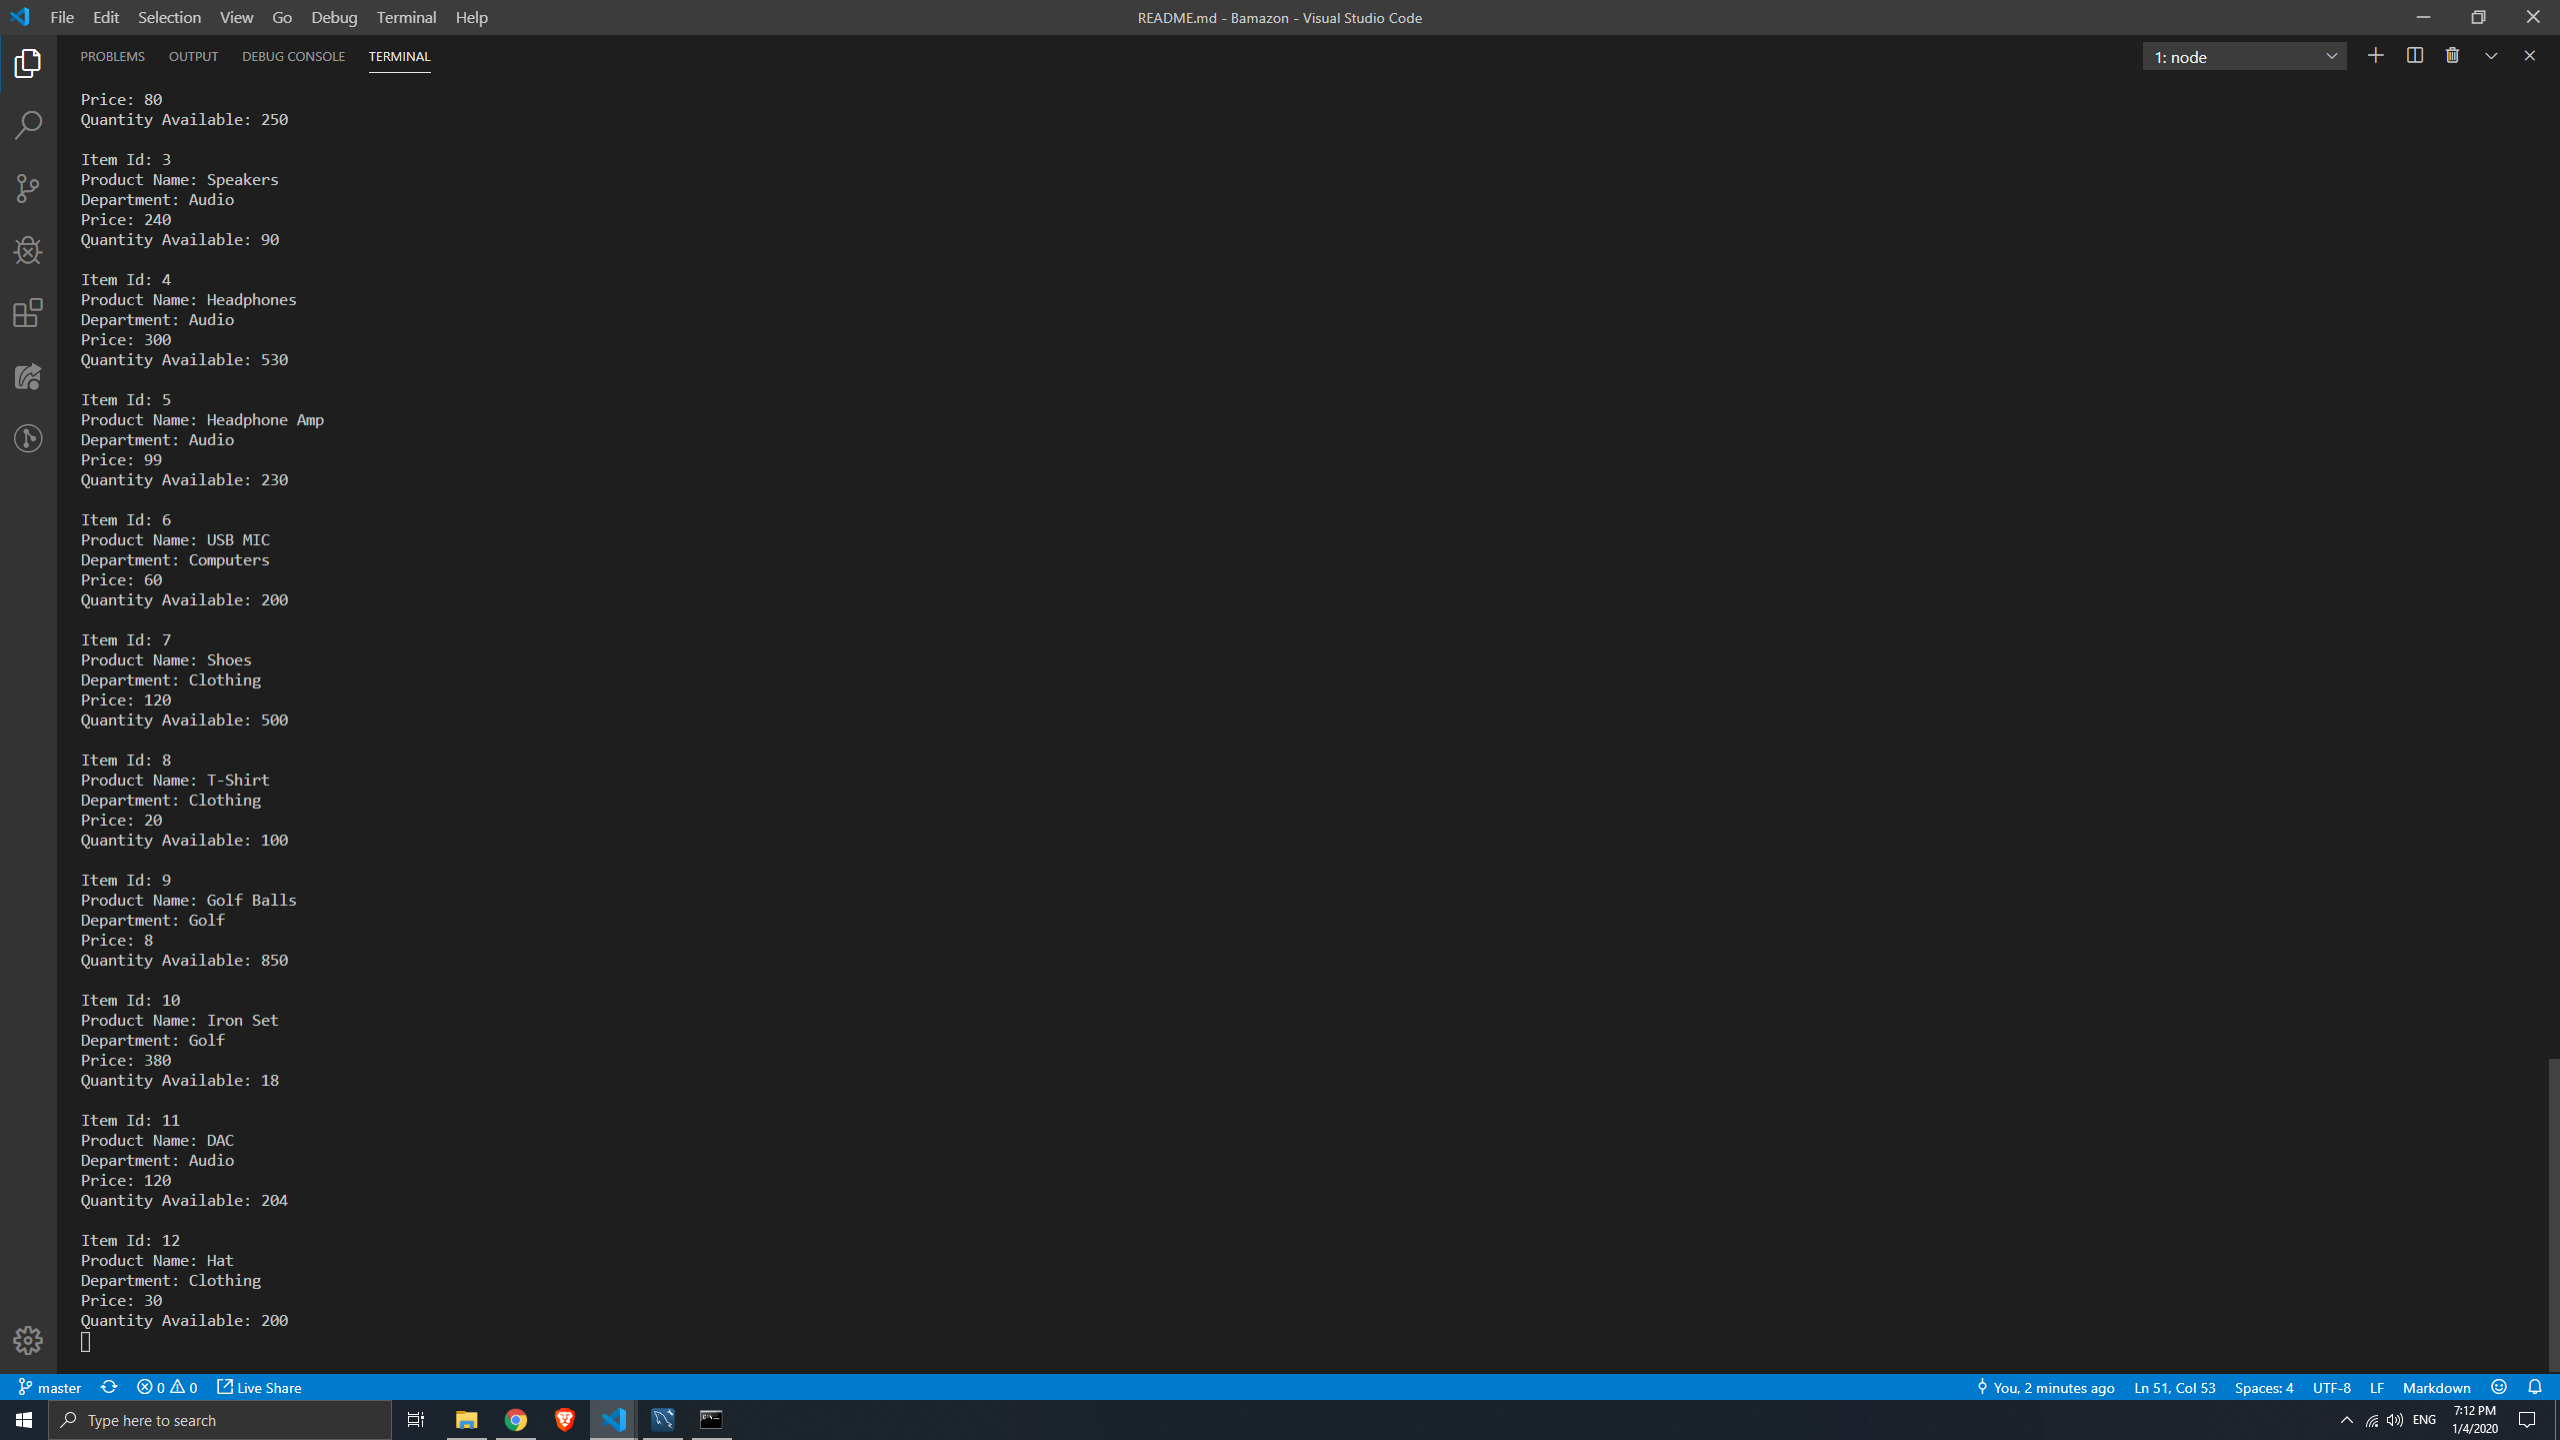 File Edit Selection View Go Debug Terminal Help
README.md - Bamazon - Visual Studio Code
PROBLEMS OUTPUT DEBUG CONSOLE TERMINAL
1: node
Price: 80
Quantity Available: 250
Item Id: 3
Product Name: Speakers
Department: Audio
Price: 240
Quantity Available: 90
Item Id: 4
Product Name: Headphones
Department: Audio
Price: 300
Quantity Available: 530
Item Id: 5
Product Name: Headphone Amp
Department: Audio
Price: 99
Quantity Available: 230
Item Id: 6
Product Name: USB MIC
Department: Computers
Price: 60
Quantity Available: 200
Item Id: 7
Product Name: Shoes
Department: Clothing
Price: 120
Quantity Available: 500
Item Id: 8
Product Name: T-Shirt
Department: Clothing
Price: 20
Quantity Available: 100
Item Id: 9
Product Name: Golf Balls
Department: Golf
Price: 8
Quantity Available: 850
Item Id: 10
Product Name: Iron Set
Department: Golf
Price: 380
Quantity Available: 18
Item Id: 11
Product Name: DAC
Department: Audio
Price: 120
Quantity Available: 204
Item Id: 12
Product Name: Hat
Department: Clothing
Price: 30
Quantity Available: 200
master 0 0 Live Share
You, 2 minutes ago Ln 51, Col 53 Spaces: 4 UTF-8 LF Markdown
Type here to search
ENG
7:12 PM
1/4/2020